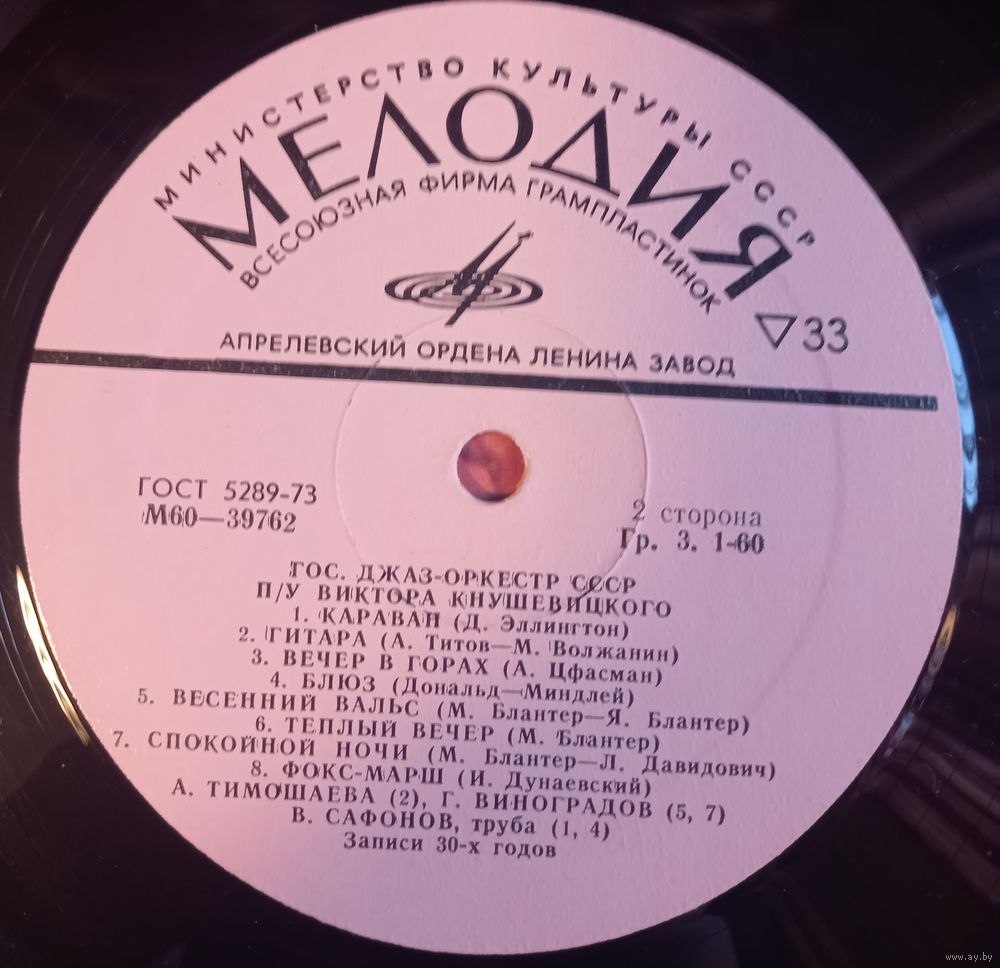 МИНИСТЕРСТВО КУЛЬТУРЫ СССР
МЕЛОДИЯ
ВСЕСОЮЗНАЯ ФИРМА ГРАМПЛАСТИНОК
▽33
АПРЕЛЕВСКИЙ ОРДЕНА ЛЕНИНА ЗАВОД
ГОСТ 5289-73
М60—39762
2 сторона
Гр. 3. 1-60
ГОС. ДЖАЗ-ОРКЕСТР СССР
П/У ВИКТОРА КНУШЕВИЦКОГО
1. КАРАВАН (Д. Эллингтон)
2. ГИТАРА (А. Титов—М. Волжанин)
3. ВЕЧЕР В ГОРАХ (А. Цфасман)
4. БЛЮЗ (Дональд—Миндлей)
5. ВЕСЕННИЙ ВАЛЬС (М. Блантер—Я. Блантер)
6. ТЕПЛЫЙ ВЕЧЕР (М. Блантер)
7. СПОКОЙНОЙ НОЧИ (М. Блантер—Л. Давидович)
8. ФОКС-МАРШ (И. Дунаевский)
А. ТИМОШАЕВА (2), Г. ВИНОГРАДОВ (5, 7)
В. САФОНОВ, труба (1, 4)
Записи 30-х годов
www.ay.by